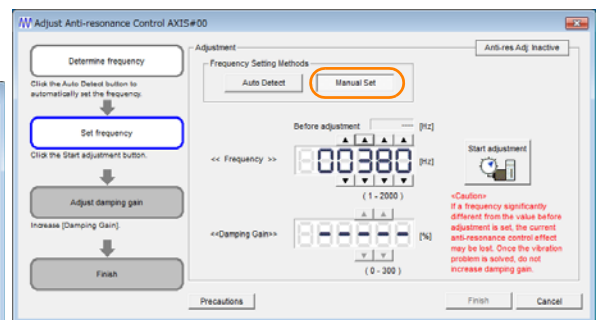 Adjust Anti-resonance Control AXIS#00
Determine frequency
Click the Auto Detect button to
automatically set the frequency.
Set frequency
Click the Start adjustment button.
Adjust damping gain
Increase [Damping Gain].
Finish
Adjustment
Anti-res Adj: Inactive
Frequency Setting Methods
Auto Detect
Manual Set
Before adjustment --- [Hz]
<< Frequency >> 00380 [Hz]
(1 - 2000)
<<Damping Gain>> ----- [%]
(0 - 300)
Start adjustment
<Caution>
If a frequency significantly
different from the value before
adjustment is set, the current
anti-resonance control effect
may be lost. Once the vibration
problem is solved, do not
increase damping gain.
Precautions
Finish
Cancel